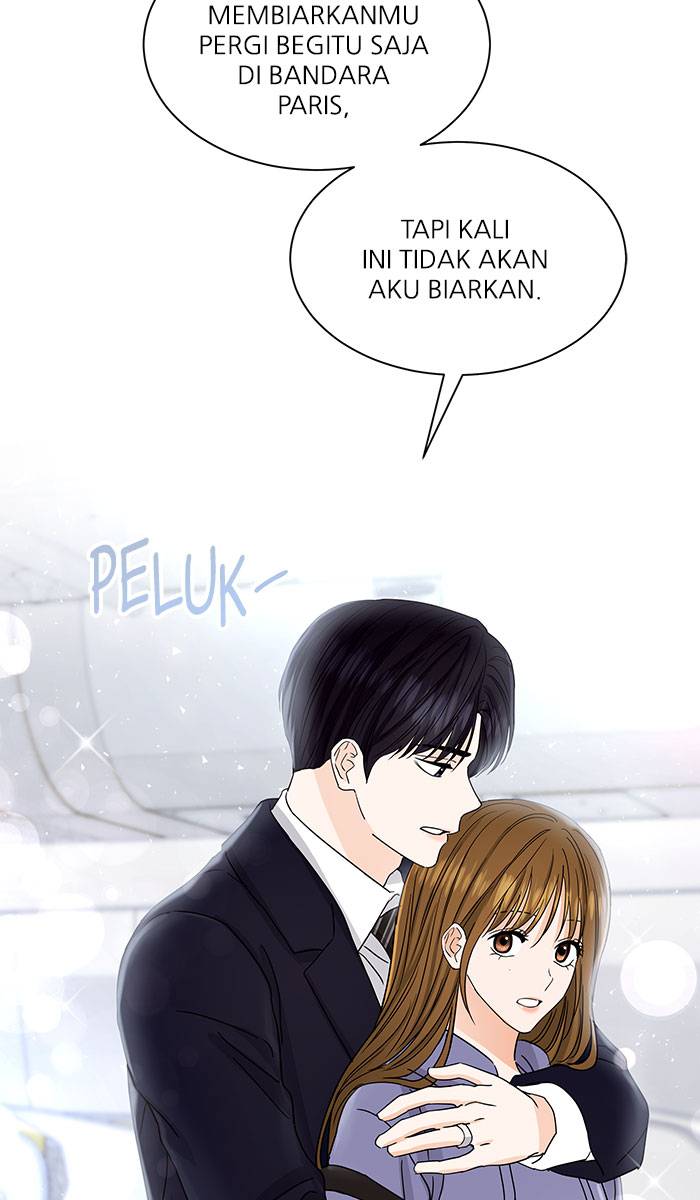 MEMBIARKANMU
PERGI BEGITU SAJA
DI BANDARA
PARIS,
TAPI KALI
INI TIDAK AKAN
AKU BIARKAN.
PELUK~